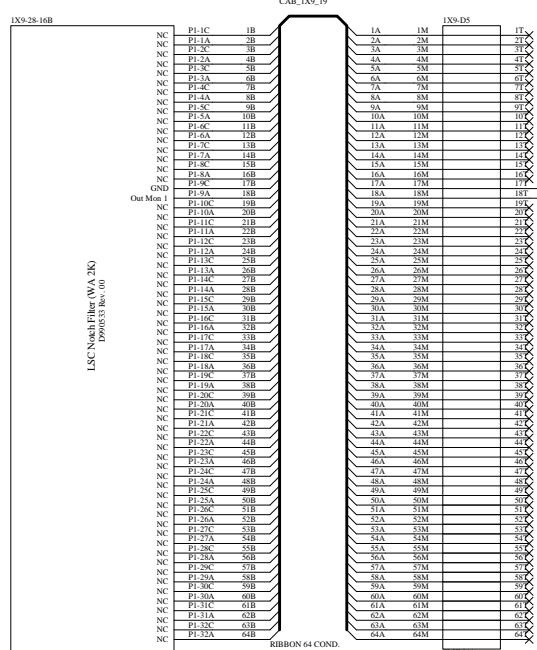 CAB_1X9_19
1X9-28-16B 1X9-D5
NC P1-1C 1B 1A 1M 1T
NC P1-1A 2B 2A 2M 2T
NC P1-2C 3B 3A 3M 3T
NC P1-2A 4B 4A 4M 4T
NC P1-3C 5B 5A 5M 5T
NC P1-3A 6B 6A 6M 6T
NC P1-4C 7B 7A 7M 7T
NC P1-4A 8B 8A 8M 8T
NC P1-5C 9B 9A 9M 9T
NC P1-5A 10B 10A 10M 10T
NC P1-6C 11B 11A 11M 11T
NC P1-6A 12B 12A 12M 12T
NC P1-7C 13B 13A 13M 13T
NC P1-7A 14B 14A 14M 14T
NC P1-8C 15B 15A 15M 15T
NC P1-8A 16B 16A 16M 16T
GND P1-9C 17B 17A 17M 17T
Out Mon 1 P1-9A 18B 18A 18M 18T
NC P1-10C 19B 19A 19M 19T
NC P1-10A 20B 20A 20M 20T
NC P1-11C 21B 21A 21M 21T
NC P1-11A 22B 22A 22M 22T
NC P1-12C 23B 23A 23M 23T
NC P1-12A 24B 24A 24M 24T
NC P1-13C 25B 25A 25M 25T
NC P1-13A 26B 26A 26M 26T
NC P1-14C 27B 27A 27M 27T
NC P1-14A 28B 28A 28M 28T
NC P1-15C 29B 29A 29M 29T
NC P1-15A 30B 30A 30M 30T
NC P1-16C 31B 31A 31M 31T
NC P1-16A 32B 32A 32M 32T
NC P1-17C 33B 33A 33M 33T
NC P1-17A 34B 34A 34M 34T
NC P1-18C 35B 35A 35M 35T
NC P1-18A 36B 36A 36M 36T
NC P1-19C 37B 37A 37M 37T
NC P1-19A 38B 38A 38M 38T
NC P1-20C 39B 39A 39M 39T
NC P1-20A 40B 40A 40M 40T
NC P1-21C 41B 41A 41M 41T
NC P1-21A 42B 42A 42M 42T
NC P1-22C 43B 43A 43M 43T
NC P1-22A 44B 44A 44M 44T
NC P1-23C 45B 45A 45M 45T
NC P1-23A 46B 46A 46M 46T
NC P1-24C 47B 47A 47M 47T
NC P1-24A 48B 48A 48M 48T
NC P1-25C 49B 49A 49M 49T
NC P1-25A 50B 50A 50M 50T
NC P1-26C 51B 51A 51M 51T
NC P1-26A 52B 52A 52M 52T
NC P1-27C 53B 53A 53M 53T
NC P1-27A 54B 54A 54M 54T
NC P1-28C 55B 55A 55M 55T
NC P1-28A 56B 56A 56M 56T
NC P1-29C 57B 57A 57M 57T
NC P1-29A 58B 58A 58M 58T
NC P1-30C 59B 59A 59M 59T
NC P1-30A 60B 60A 60M 60T
NC P1-31C 61B 61A 61M 61T
NC P1-31A 62B 62A 62M 62T
NC P1-32C 63B 63A 63M 63T
NC P1-32A 64B 64A 64M 64T
LSC Notch Filter (WA 2K)
D990533 Rev. 00
RIBBON 64 COND.